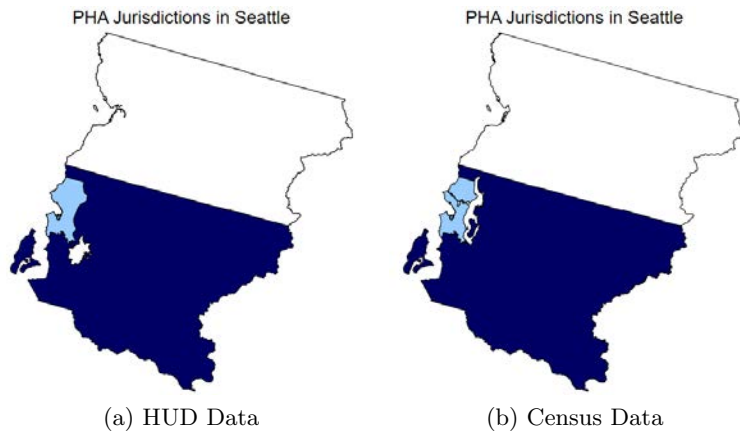 PHA Jurisdictions in Seattle
PHA Jurisdictions in Seattle
(a) HUD Data
(b) Census Data